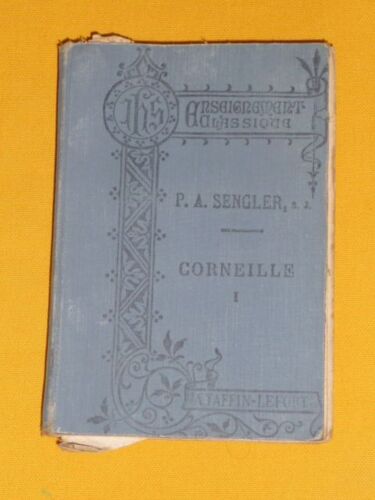 IHS
ENSEIGNEMENT
CLASSIQUE
P. A. SENGLER, S. J.
CORNEILLE
I
A. TAFFIN-LEFORT